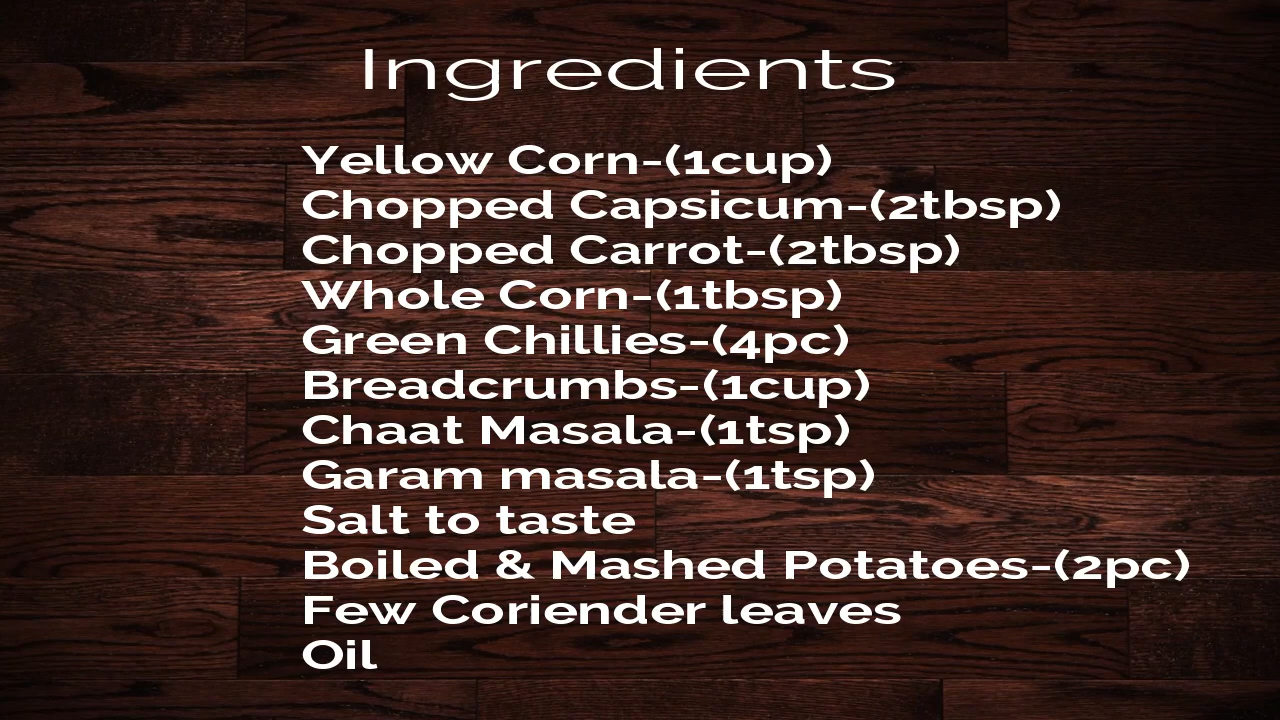 Ingredients
Yellow Corn-(1cup)
Chopped Capsicum-(2tbsp)
Chopped Carrot-(2tbsp)
Whole Corn-(1tbsp)
Green Chillies-(4pc)
Breadcrumbs-(1cup)
Chaat Masala-(1tsp)
Garam masala-(1tsp)
Salt to taste
Boiled & Mashed Potatoes-(2pc)
Few Coriender leaves
Oil